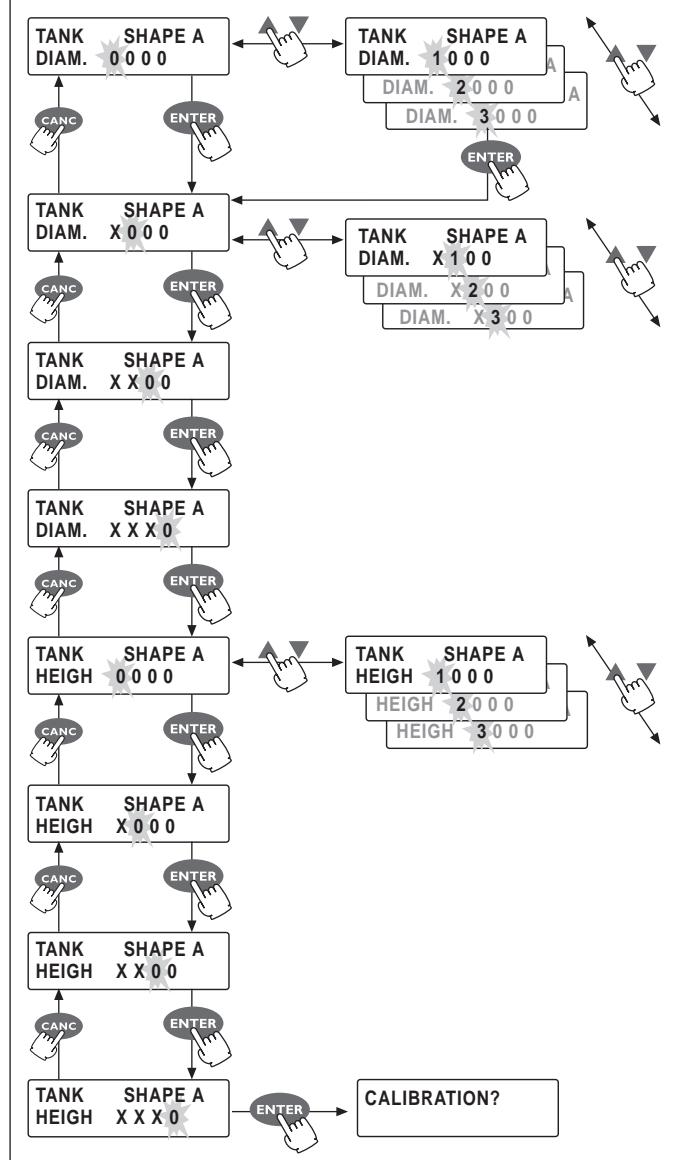 TANK SHAPE A
DIAM. 0 0 0 0
TANK SHAPE A
DIAM. 1 0 0 0
A
DIAM. 2 0 0 0
A
DIAM. 3 0 0 0
CANC
ENTER
ENTER
TANK SHAPE A
DIAM. X 0 0 0
TANK SHAPE A
DIAM. X 1 0 0
A
DIAM. X 2 0 0
A
DIAM. X 3 0 0
CANC
ENTER
TANK SHAPE A
DIAM. X X 0 0
CANC
ENTER
TANK SHAPE A
DIAM. X X X 0
CANC
ENTER
TANK SHAPE A
HEIGH 0 0 0 0
TANK SHAPE A
HEIGH 1 0 0 0
HEIGH 2 0 0 0
A
HEIGH 3 0 0 0
CANC
ENTER
TANK SHAPE A
HEIGH X 0 0 0
CANC
ENTER
TANK SHAPE A
HEIGH X X 0 0
CANC
ENTER
TANK SHAPE A
HEIGH X X X 0
ENTER
CALIBRATION?